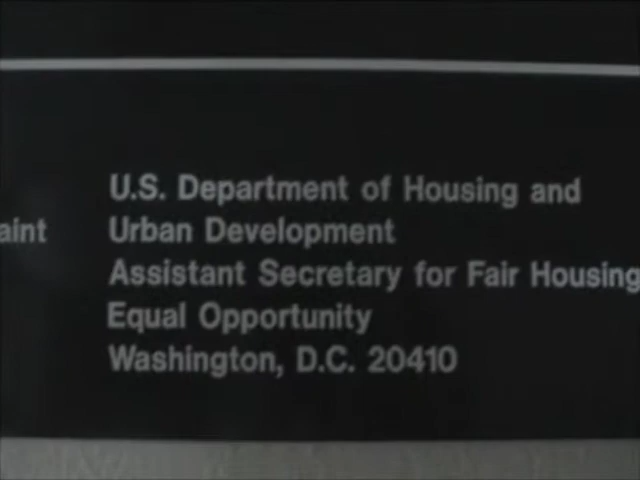 U.S. Department of Housing and
aint Urban Development
Assistant Secretary for Fair Housing
Equal Opportunity
Washington, D.C. 20410